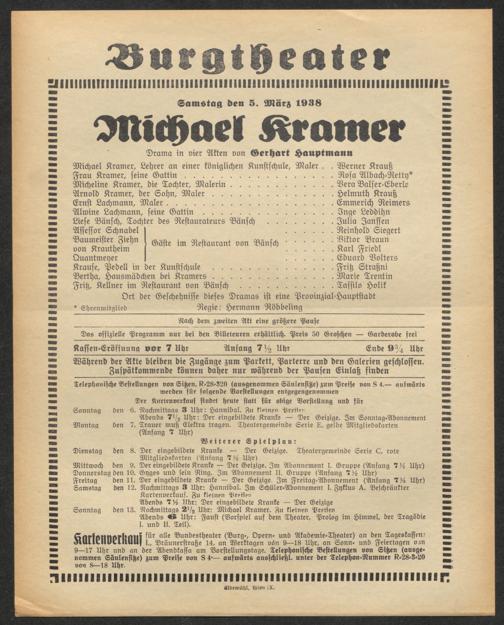 Burgtheater
Samstag den 5. März 1938
Michael Kramer
Drama in vier Akten von Gerhart Hauptmann
Michael Kramer, Lehrer an einer königlichen Kunstschule, Maler . . Werner Krauß
Frau Kramer, seine Gattin . . . . . . . . . . Rosa Albach-Retty*
Micheline Kramer, die Tochter, Malerin . . . . . . . . Vera Balser-Eberle
Arnold Kramer, der Sohn, Maler . . . . . . . . . Helmuth Krauß
Ernst Lachmann, Maler . . . . . . . . . . . Emmerich Reimers
Alwine Lachmann, seine Gattin . . . . . . . . . . Inge Leddihn
Liese Bänsch, Tochter des Restaurateurs Bänsch . . . . . . Julia Janssen
Assessor Schnabel . . . . . . Reinhold Siegert
Baumeister Ziehn } Gäste im Restaurant von Bänsch . . . . . . Viktor Braun
von Krautheim . . . . . . Karl Friedl
Quantmeyer . . . . . . Eduard Volters
Krause, Pedell in der Kunstschule . . . . . . . . . Fritz Straßni
Bertha, Hausmädchen bei Kramers . . . . . . . . . Maria Trentin
Fritz, Kellner im Restaurant von Bänsch . . . . . . . . Tassilo Holik
Ort der Geschehnisse dieses Dramas ist eine Provinzial-Hauptstadt
* Ehrenmitglied Regie: Hermann Röbbeling
Nach dem zweiten Akt eine größere Pause
Das offizielle Programm nur bei den Billeteuren erhältlich. Preis 50 Groschen — Garderobe frei
Kassen-Eröffnung vor 7 Uhr Anfang 7½ Uhr Ende 9¾ Uhr
Während der Akte bleiben die Zugänge zum Parkett, Parterre und den Galerien geschlossen.
Zuspätkommende können daher nur während der Pausen Einlaß finden
Telephonische Bestellungen von Sitzen, R-28-320 (ausgenommen Säulensitze) zum Preise von S 4.— aufwärts
werden für folgende Vorstellungen entgegengenommen
Der Kartenverkauf findet heute statt für obige Vorstellung und für
Sonntag den 6. Nachmittags 3 Uhr: Hannibal. Zu kleinen Preisen
Abends 7½ Uhr: Der eingebildete Kranke — Der Geizige. Im Sonntag-Abonnement
Montag den 7. Trauer muß Elektra tragen. Theatergemeinde Serie E, gelbe Mitgliedskarten
(Anfang 7 Uhr)
Weiterer Spielplan:
Dienstag den 8. Der eingebildete Kranke — Der Geizige. Theatergemeinde Serie C, rote
Mitgliedskarten (Anfang 7½ Uhr)
Mittwoch den 9. Der eingebildete Kranke — Der Geizige. Im Abonnement I. Gruppe (Anfang 7½ Uhr)
Donnerstag den 10. Gyges und sein Ring. Im Abonnement II. Gruppe (Anfang 7½ Uhr)
Freitag den 11. Der eingebildete Kranke — Der Geizige. Im Freitag-Abonnement (Anfang 7½ Uhr)
Samstag den 12. Nachmittags 3 Uhr: Hannibal. Im Schüler-Abonnement I. Zyklus A. Beschränkter
Kartenverkauf. Zu kleinen Preisen
Abends 7½ Uhr: Der eingebildete Kranke — Der Geizige
Sonntag den 13. Nachmittags 2½ Uhr: Michael Kramer. Zu kleinen Preisen
Abends 6 Uhr: Faust (Vorspiel auf dem Theater, Prolog im Himmel, der Tragödie
I. und II. Teil).
Kartenverkauf für alle Bundestheater (Burg-, Opern- und Akademie-Theater) an den Tageskassen:
I., Bräunerstraße 14, an Werktagen von 9—18 Uhr, an Sonn- und Feiertagen von
9—17 Uhr und an der Abendkassa am Vorstellungstage. Telephonische Bestellungen von Sitzen (ausge-
nommen Säulensitze) zum Preise von S 4.— aufwärts ausschließl. unter der Telephon-Nummer R-28-3-20
von 8—18 Uhr.
Elbemühl, Wien IX.